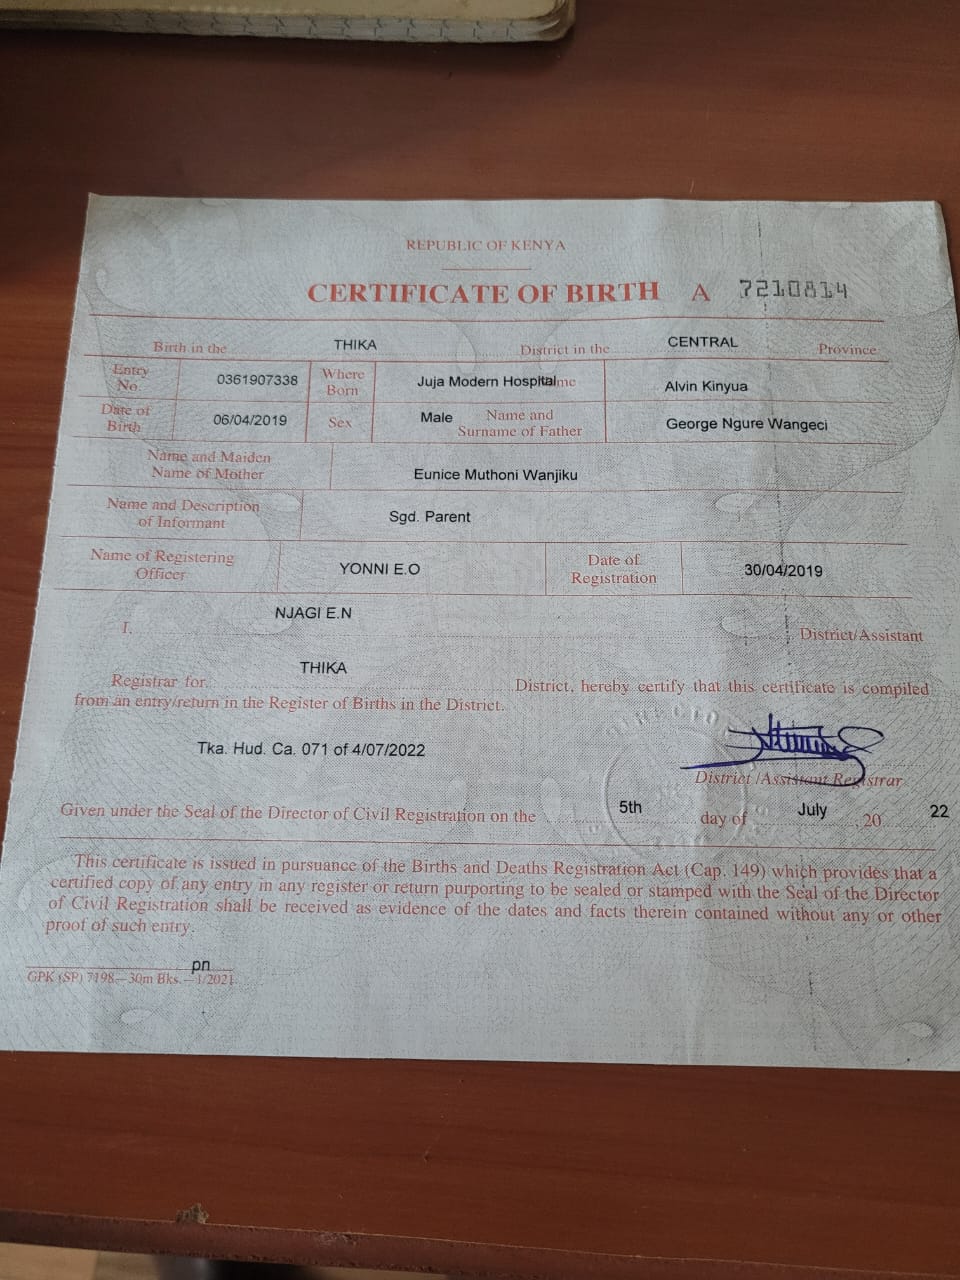 REPUBLIC OF KENYA
CERTIFICATE OF BIRTH A 7210814
Birth in the THIKA District in the CENTRAL Province
Entry No. 0361907338 Where Born Juja Modern Hospital me Alvin Kinyua
Date of Birth 06/04/2019 Sex Male Name and Surname of Father George Ngure Wangeci
Name and Maiden Name of Mother Eunice Muthoni Wanjiku
Name and Description of Informant Sgd. Parent
Name of Registering Officer YONNI E.O Date of Registration 30/04/2019
I, NJAGI E.N District/Assistant
Registrar for THIKA District, hereby certify that this certificate is compiled
from an entry/return in the Register of Births in the District.
Tka. Hud. Ca. 071 of 4/07/2022
District /Assistant Registrar
Given under the Seal of the Director of Civil Registration on the 5th day of July , 20 22
This certificate is issued in pursuance of the Births and Deaths Registration Act (Cap. 149) which provides that a
certified copy of any entry in any register or return purporting to be sealed or stamped with the Seal of the Director
of Civil Registration shall be received as evidence of the dates and facts therein contained without any or other
proof of such entry.
pn
GPK (SP) 7198—30m Bks.—1/2021